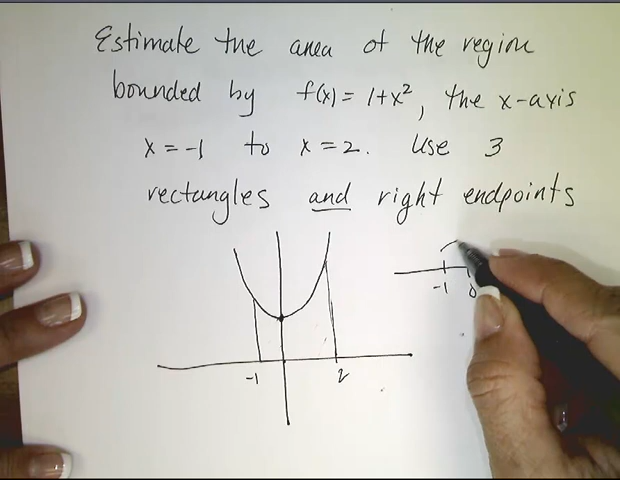 Estimate the area of the region
bounded by f(x) = 1+x², the x-axis
x = -1 to x = 2. Use 3
rectangles and right endpoints
-1 0
-1 2